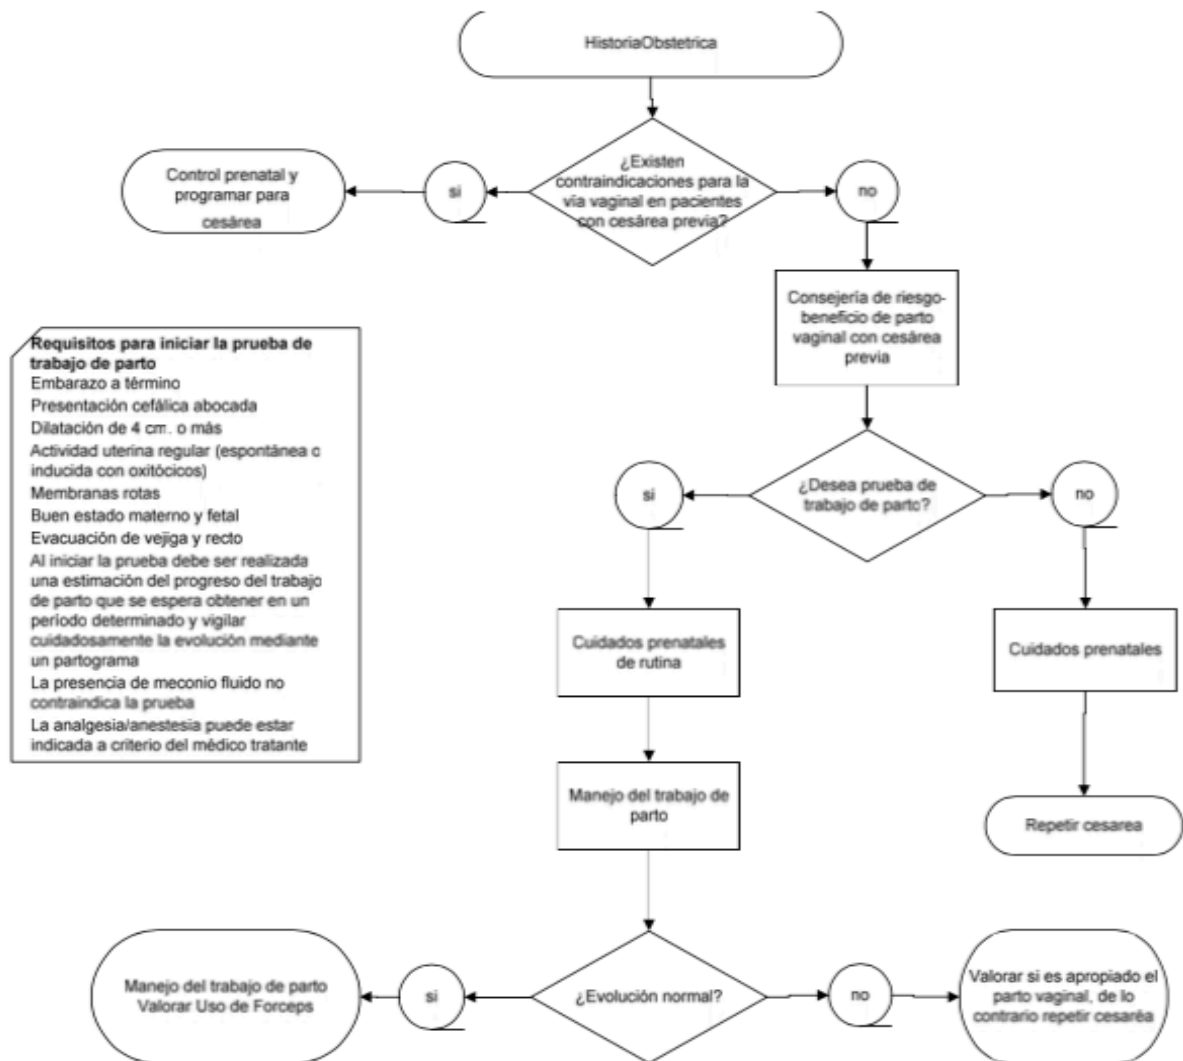 HistoriaObstetrica
¿Existen
contraindicaciones para la
vía vaginal en pacientes
con cesárea previa?
si
no
Control prenatal y
programar para
cesárea
Consejería de riesgo-
beneficio de parto
vaginal con cesárea
previa
Requisitos para iniciar la prueba de
trabajo de parto
Embarazo a término
Presentación cefálica abocada
Dilatación de 4 cm. o más
Actividad uterina regular (espontánea o
inducida con oxitócicos)
Membranas rotas
Buen estado materno y fetal
Evacuación de vejiga y recto
Al iniciar la prueba debe ser realizada
una estimación del progreso del trabajo
de parto que se espera obtener en un
período determinado y vigilar
cuidadosamente la evolución mediante
un partograma
La presencia de meconio fluido no
contraindica la prueba
La analgesia/anestesia puede estar
indicada a criterio del médico tratante
¿Desea prueba de
trabajo de parto?
si
no
Cuidados prenatales
de rutina
Cuidados prenatales
Manejo del trabajo de
parto
Repetir cesarea
¿Evolución normal?
si
no
Manejo del trabajo de parto
Valorar Uso de Forceps
Valorar si es apropiado el
parto vaginal, de lo
contrario repetir cesaréa